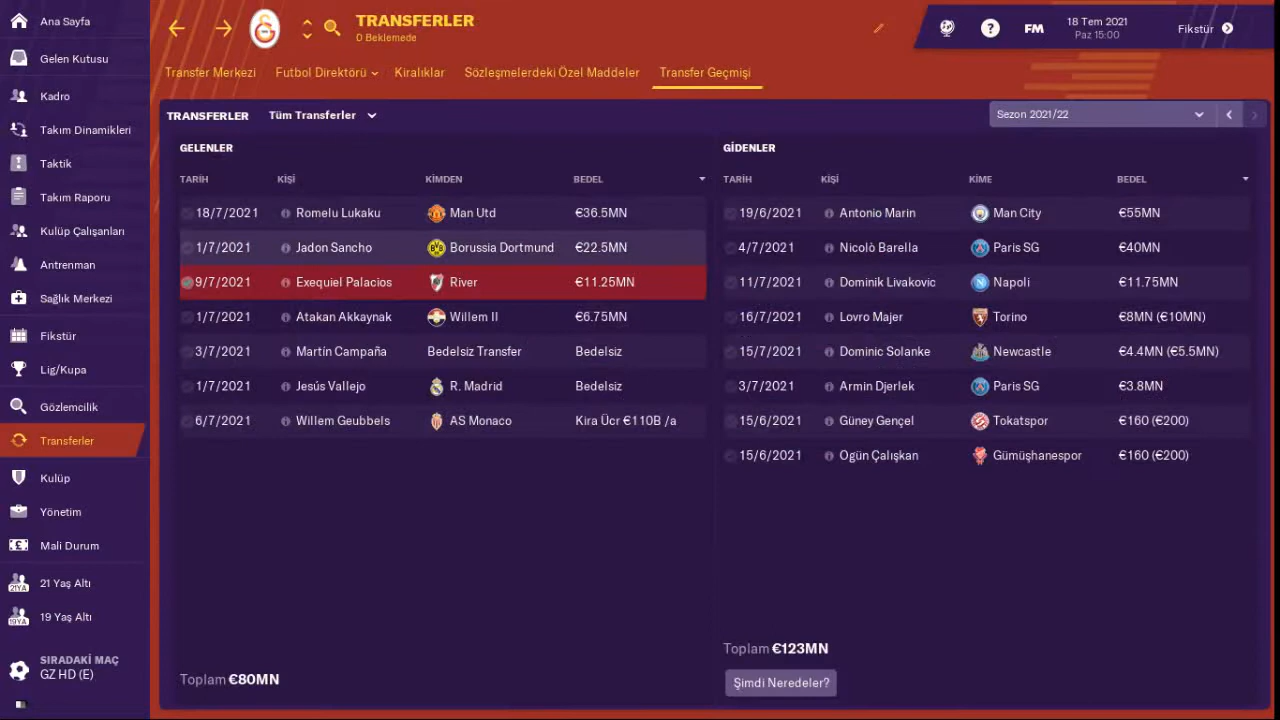 Ana Sayfa
Gelen Kutusu
Kadro
Takım Dinamikleri
Taktik
Takım Raporu
Kulüp Çalışanları
Antrenman
Sağlık Merkezi
Fikstür
Lig/Kupa
Gözlemcilik
Transferler
Kulüp
Yönetim
Mali Durum
21YA 21 Yaş Altı
19YA 19 Yaş Altı
SIRADAKİ MAÇ
GZ HD (E)
TRANSFERLER
0 Beklemede
? FM
18 Tem 2021
Paz 15:00
Fikstür
Transfer Merkezi Futbol Direktörü Kiralıklar Sözleşmelerdeki Özel Maddeler Transfer Geçmişi
TRANSFERLER Tüm Transferler Sezon 2021/22
GELENLER
TARİH KİŞİ KİMDEN BEDEL
18/7/2021 Romelu Lukaku Man Utd €36.5MN
1/7/2021 Jadon Sancho Borussia Dortmund €22.5MN
9/7/2021 Exequiel Palacios River €11.25MN
1/7/2021 Atakan Akkaynak Willem II €6.75MN
3/7/2021 Martín Campaña Bedelsiz Transfer Bedelsiz
1/7/2021 Jesús Vallejo R. Madrid Bedelsiz
6/7/2021 Willem Geubbels AS Monaco Kira Ücr €110B /a
Toplam €80MN
GİDENLER
TARİH KİŞİ KİME BEDEL
19/6/2021 Antonio Marin Man City €55MN
4/7/2021 Nicolò Barella Paris SG €40MN
11/7/2021 Dominik Livakovic Napoli €11.75MN
16/7/2021 Lovro Majer Torino €8MN (€10MN)
15/7/2021 Dominic Solanke Newcastle €4.4MN (€5.5MN)
3/7/2021 Armin Djerlek Paris SG €3.8MN
15/6/2021 Güney Gençel Tokatspor €160 (€200)
15/6/2021 Ogün Çalışkan Gümüşhanespor €160 (€200)
Toplam €123MN
Şimdi Neredeler?